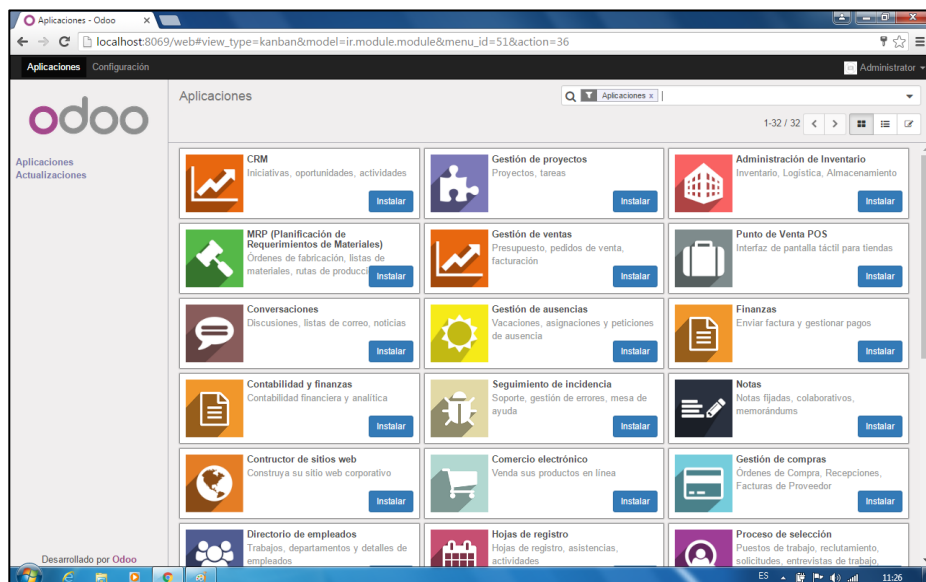 Aplicaciones - Odoo
localhost:8069/web#view_type=kanban&model=ir.module.module&menu_id=51&action=36
Aplicaciones Configuración Administrator
odoo
Aplicaciones
Actualizaciones
Aplicaciones
Aplicaciones x
1-32 / 32
CRM
Iniciativas, oportunidades, actividades
Instalar
Gestión de proyectos
Proyectos, tareas
Instalar
Administración de Inventario
Inventario, Logística, Almacenamiento
Instalar
MRP (Planificación de
Requerimientos de Materiales)
Órdenes de fabricación, listas de
materiales, rutas de producci
Instalar
Gestión de ventas
Presupuesto, pedidos de venta,
facturación
Instalar
Punto de Venta POS
Interfaz de pantalla táctil para tiendas
Instalar
Conversaciones
Discusiones, listas de correo, noticias
Instalar
Gestión de ausencias
Vacaciones, asignaciones y peticiones
de ausencia
Instalar
Finanzas
Enviar factura y gestionar pagos
Instalar
Contabilidad y finanzas
Contabilidad financiera y analítica
Instalar
Seguimiento de incidencia
Soporte, gestión de errores, mesa de
ayuda
Instalar
Notas
Notas fijadas, colaborativos,
memorándums
Instalar
Contructor de sitios web
Construya su sitio web corporativo
Instalar
Comercio electrónico
Venda sus productos en línea
Instalar
Gestión de compras
Órdenes de Compra, Recepciones,
Facturas de Proveedor
Instalar
Directorio de empleados
Trabajos, departamentos y detalles de
empleados
Hojas de registro
Hojas de registro, asistencias,
actividades
Proceso de selección
Puestos de trabajo, reclutamiento,
solicitudes, entrevistas de trabajo,
Desarrollado por Odoo
ES 11:26